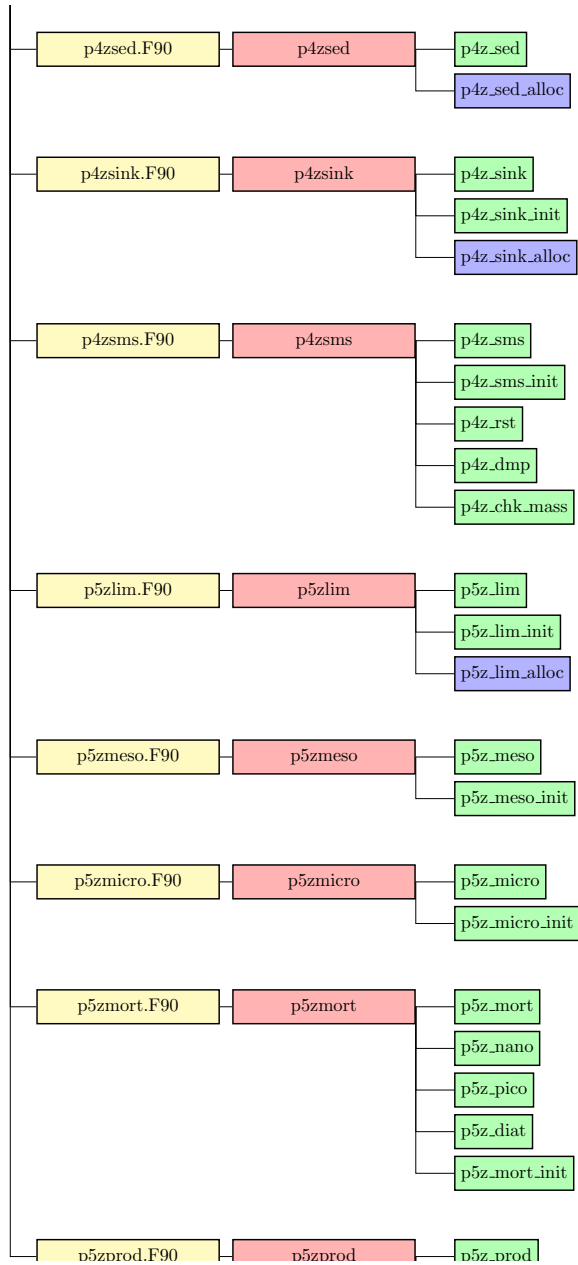 p4zsed.F90 p4zsed p4z_sed
p4z_sed_alloc
p4zsink.F90 p4zsink p4z_sink
p4z_sink_init
p4z_sink_alloc
p4zsms.F90 p4zsms p4z_sms
p4z_sms_init
p4z_rst
p4z_dmp
p4z_chk_mass
p5zlim.F90 p5zlim p5z_lim
p5z_lim_init
p5z_lim_alloc
p5zmeso.F90 p5zmeso p5z_meso
p5z_meso_init
p5zmicro.F90 p5zmicro p5z_micro
p5z_micro_init
p5zmort.F90 p5zmort p5z_mort
p5z_nano
p5z_pico
p5z_diat
p5z_mort_init
p5zprod.F90 p5zprod p5z_prod